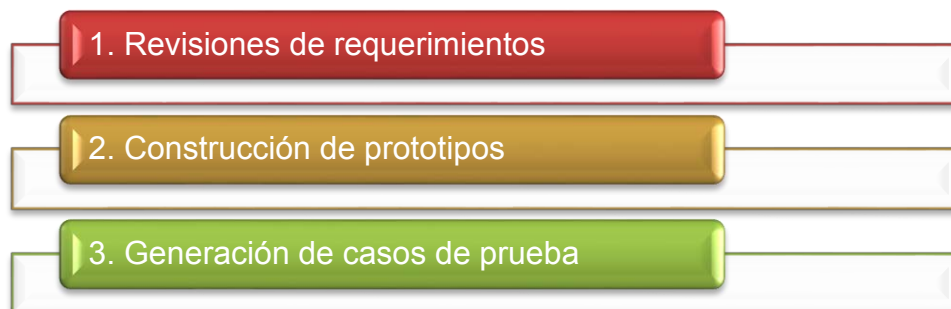 1. Revisiones de requerimientos
2. Construcción de prototipos
3. Generación de casos de prueba